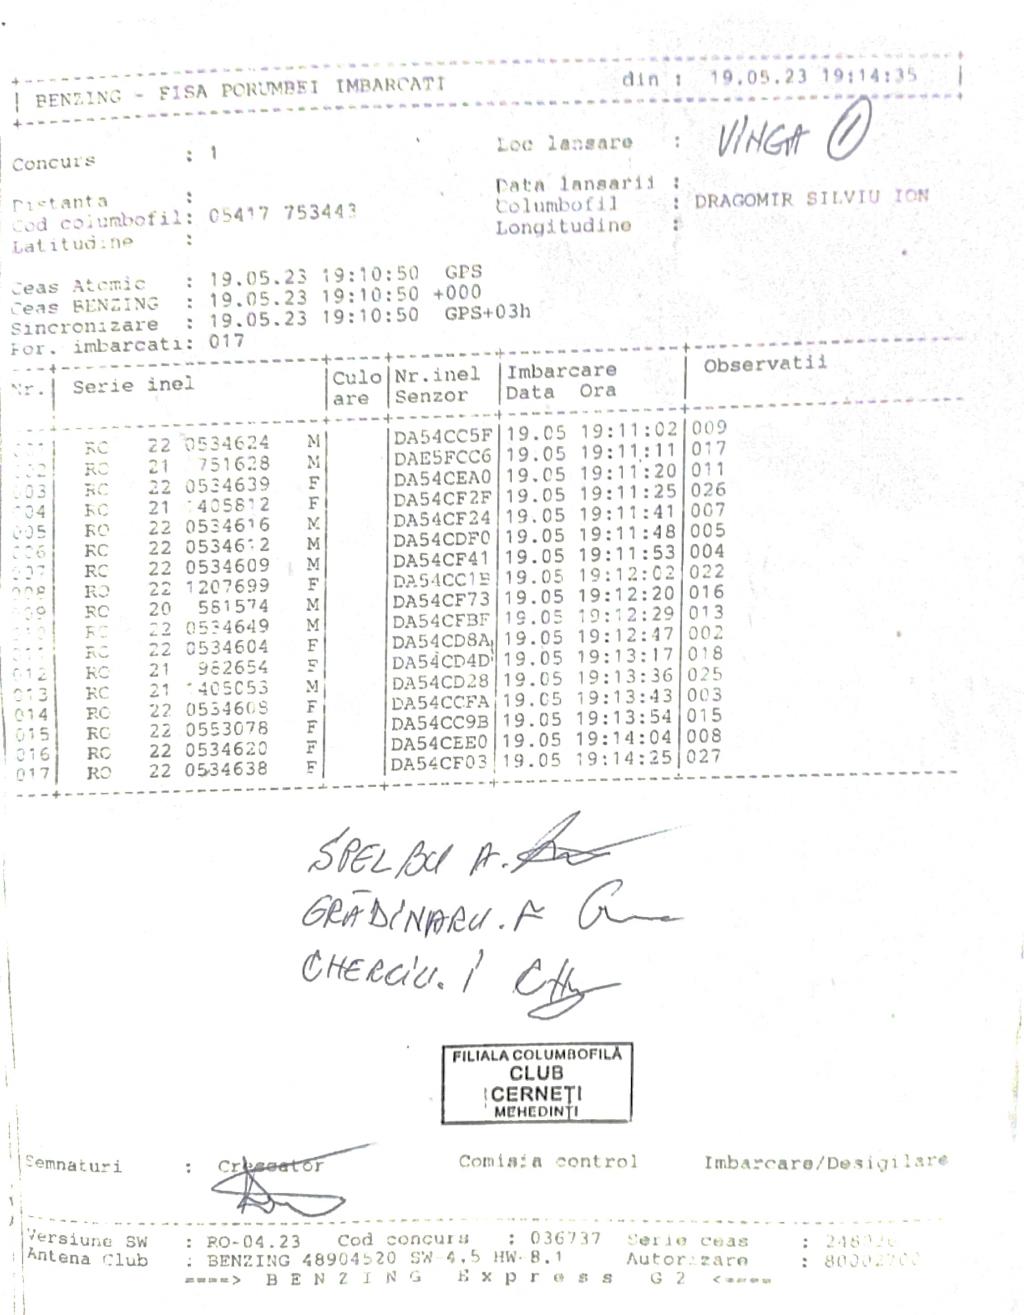 BENZING - FISA PORUMBEI IMBARCATI din : 19.05.23 19:14:35
Concurs : 1 Loc lansare : VINGA 1
Distanta : Data lansarii :
Cod columbofil: 05417 753443 Columbofil : DRAGOMIR SILVIU ION
Latitudine : Longitudine :
Ceas Atomic : 19.05.23 19:10:50 GPS
Ceas BENZING : 19.05.23 19:10:50 +000
Sincronizare : 19.05.23 19:10:50 GPS+03h
Por. imbarcati: 017
Nr. Serie inel Culo Nr.inel Imbarcare Observatii
are Senzor Data Ora
001 RO 22 0534624 M DA54CC5F 19.05 19:11:02 009
002 RO 21 751628 M DAE5FCC6 19.05 19:11:11 017
003 RO 22 0534639 F DA54CEA0 19.05 19:11:20 011
004 RO 21 1405812 F DA54CF2F 19.05 19:11:25 026
005 RO 22 0534616 M DA54CF24 19.05 19:11:41 007
006 RO 22 0534612 M DA54CDF0 19.05 19:11:48 005
007 RO 22 0534609 M DA54CF41 19.05 19:11:53 004
008 RO 22 1207699 F DA54CC1E 19.05 19:12:02 022
009 RO 20 581574 M DA54CF73 19.05 19:12:20 016
010 RO 22 0534649 M DA54CFBF 19.05 19:12:29 013
011 RO 22 0534604 F DA54CD8A 19.05 19:12:47 002
012 RO 21 982654 F DA54CD4D 19.05 19:13:17 018
013 RO 21 1405053 M DA54CD28 19.05 19:13:36 025
014 RO 22 0534608 F DA54CCFA 19.05 19:13:43 003
015 RO 22 0553078 F DA54CC9B 19.05 19:13:54 015
016 RO 22 0534620 F DA54CEE0 19.05 19:14:04 008
017 RO 22 0534638 F DA54CF03 19.05 19:14:25 027
SPELBU A.
GRĂDINARU. F
CHERCIU. I
FILIALA COLUMBOFILĂ
CLUB
CERNEȚI
MEHEDINȚI
Semnaturi : Crescator Comisia control Imbarcare/Desigilare
Versiune SW : RO-04.23 Cod concurs : 036737 Serie ceas :
Antena Club : BENZING 48904520 SW-4.5 HW-8.1 Autorizare :
====> B E N Z I N G E x p r e s s G 2 <====